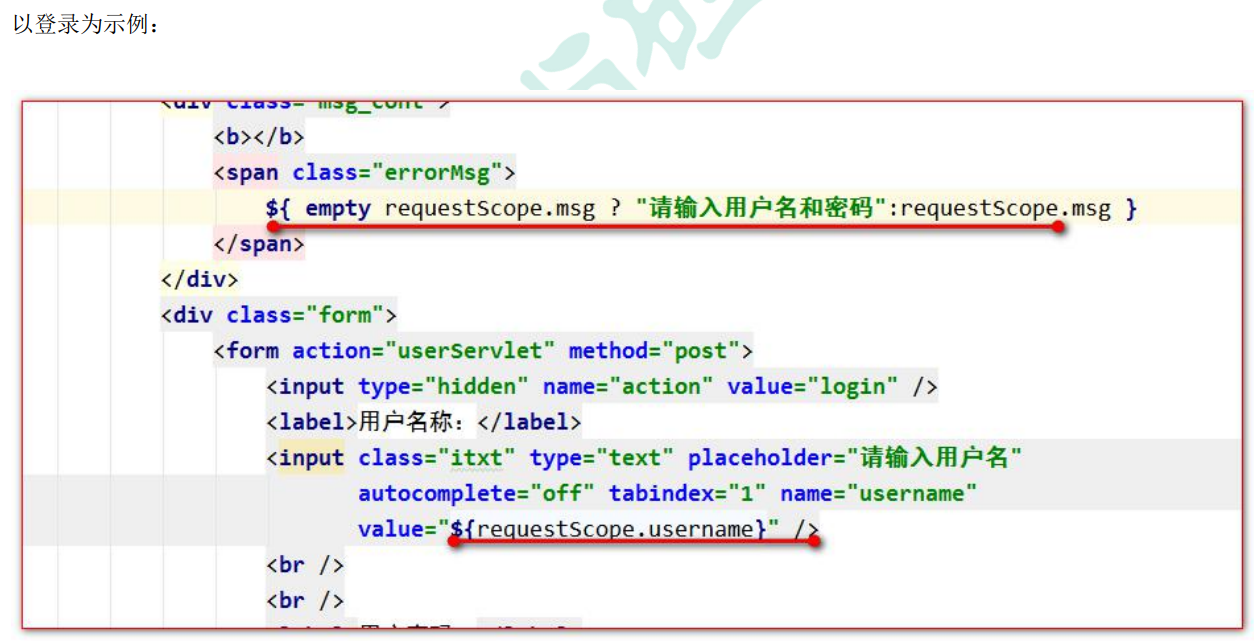 以登录为示例：
<div class="msg_cont">
<b></b>
<span class="errorMsg">
${ empty requestScope.msg ? "请输入用户名和密码":requestScope.msg }
</span>
</div>
<div class="form">
<form action="userServlet" method="post">
<input type="hidden" name="action" value="login" />
<label>用户名称：</label>
<input class="itxt" type="text" placeholder="请输入用户名"
autocomplete="off" tabindex="1" name="username"
value="${requestScope.username}" />
<br />
<br />